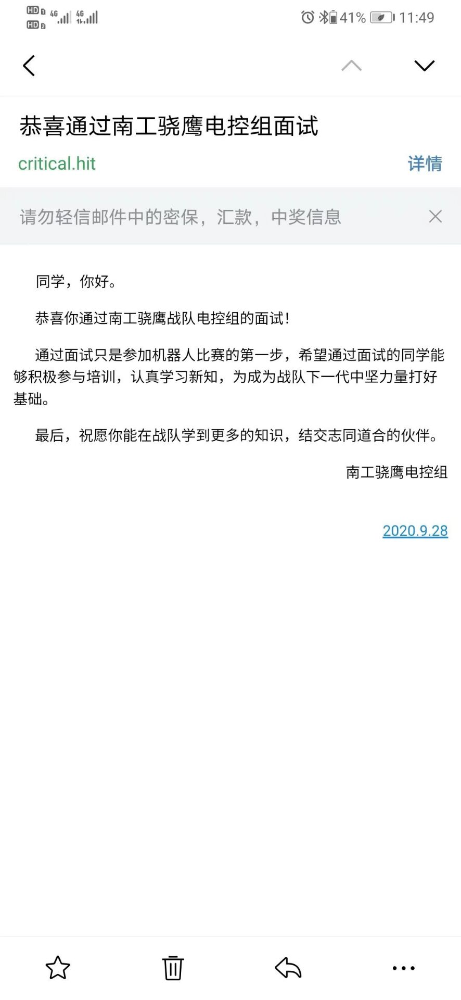 HD 1 4G 4G 41% 11:49
HD 2
恭喜通过南工骁鹰电控组面试
critical.hit 详情
请勿轻信邮件中的密保，汇款，中奖信息
同学，你好。
恭喜你通过南工骁鹰战队电控组的面试！
通过面试只是参加机器人比赛的第一步，希望通过面试的同学能
够积极参与培训，认真学习新知，为成为战队下一代中坚力量打好
基础。
最后，祝愿你能在战队学到更多的知识，结交志同道合的伙伴。
南工骁鹰电控组
2020.9.28